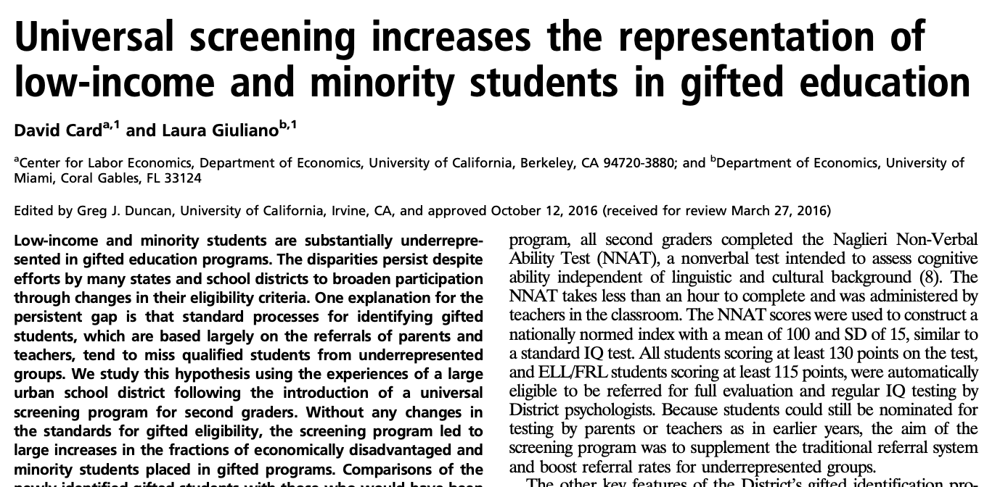 Universal screening increases the representation of
low-income and minority students in gifted education
David Card^a,1 and Laura Giuliano^b,1
^aCenter for Labor Economics, Department of Economics, University of California, Berkeley, CA 94720-3880; and ^bDepartment of Economics, University of
Miami, Coral Gables, FL 33124
Edited by Greg J. Duncan, University of California, Irvine, CA, and approved October 12, 2016 (received for review March 27, 2016)
Low-income and minority students are substantially underrepre-
sented in gifted education programs. The disparities persist despite
efforts by many states and school districts to broaden participation
through changes in their eligibility criteria. One explanation for the
persistent gap is that standard processes for identifying gifted
students, which are based largely on the referrals of parents and
teachers, tend to miss qualified students from underrepresented
groups. We study this hypothesis using the experiences of a large
urban school district following the introduction of a universal
screening program for second graders. Without any changes in
the standards for gifted eligibility, the screening program led to
large increases in the fractions of economically disadvantaged and
minority students placed in gifted programs. Comparisons of the
newly identified gifted students with those who would have been
program, all second graders completed the Naglieri Non-Verbal
Ability Test (NNAT), a nonverbal test intended to assess cognitive
ability independent of linguistic and cultural background (8). The
NNAT takes less than an hour to complete and was administered by
teachers in the classroom. The NNAT scores were used to construct a
nationally normed index with a mean of 100 and SD of 15, similar to
a standard IQ test. All students scoring at least 130 points on the test,
and ELL/FRL students scoring at least 115 points, were automatically
eligible to be referred for full evaluation and regular IQ testing by
District psychologists. Because students could still be nominated for
testing by parents or teachers as in earlier years, the aim of the
screening program was to supplement the traditional referral system
and boost referral rates for underrepresented groups.
The other key features of the District's gifted identification pro-